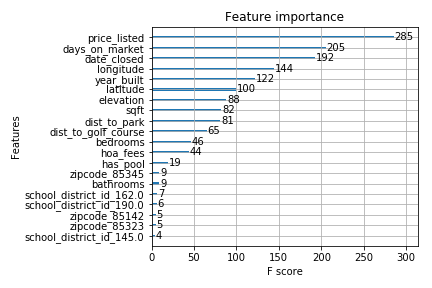 Feature importance
Features
price_listed 285
days_on_market 205
date_closed 192
longitude 144
year_built 122
latitude 100
elevation 88
sqft 82
dist_to_park 81
dist_to_golf_course 65
bedrooms 46
hoa_fees 44
has_pool 19
zipcode_85345 9
bathrooms 9
school_district_id_162.0 7
school_district_id_190.0 6
zipcode_85142 5
zipcode_85323 5
school_district_id_145.0 4
0 50 100 150 200 250 300
F score